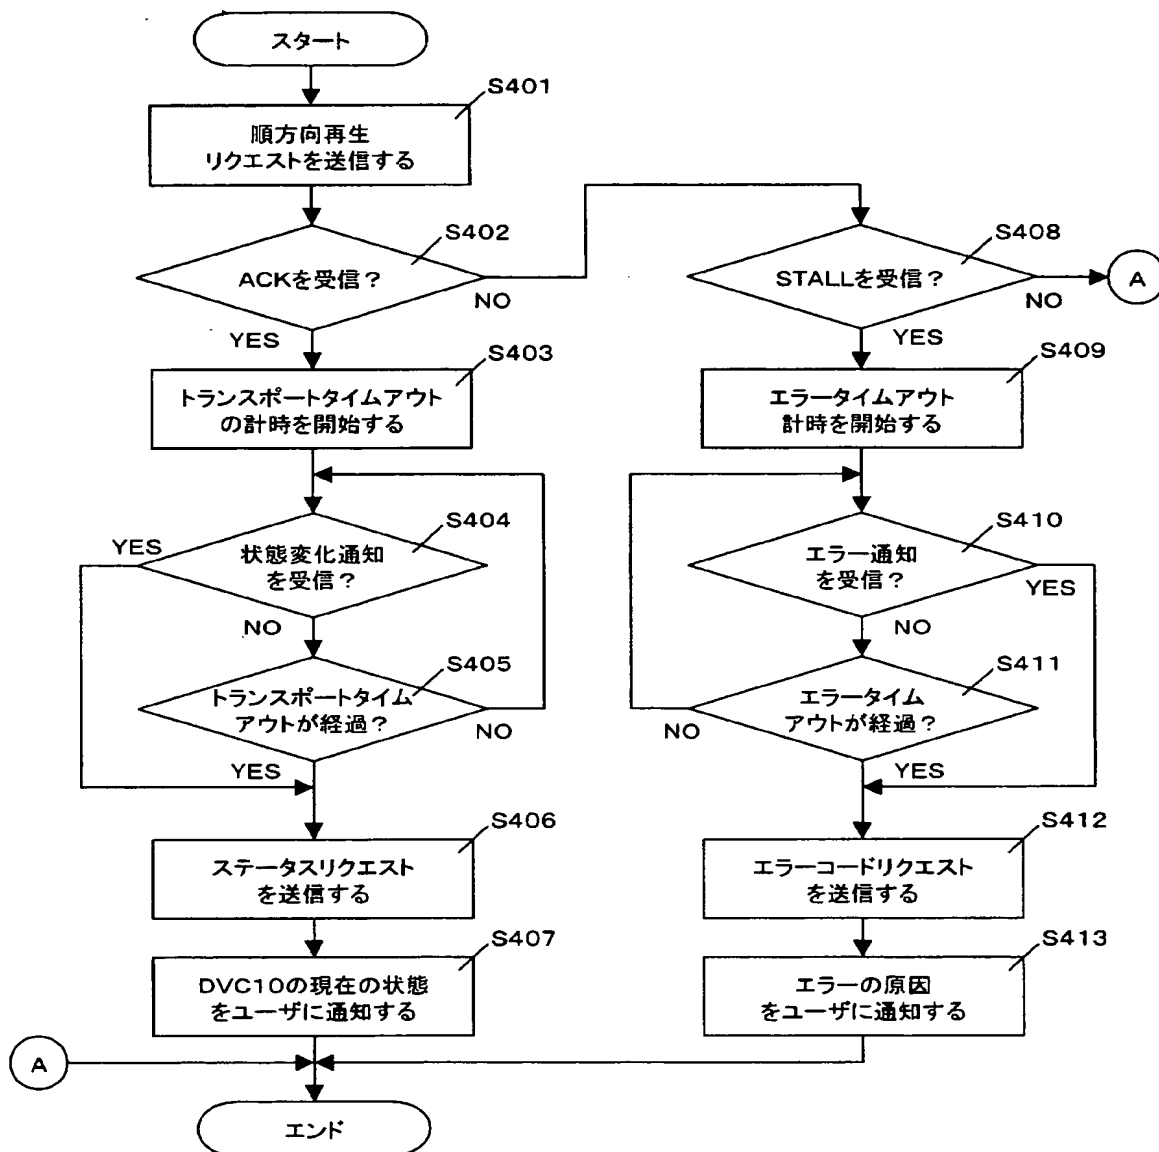 スタート
S401
順方向再生
リクエストを送信する
S402
ACKを受信？
NO
YES
S403
トランスポートタイムアウト
の計時を開始する
S404
YES
状態変化通知
を受信？
NO
S405
トランスポートタイム
アウトが経過？
NO
YES
S406
ステータスリクエスト
を送信する
S407
DVC10の現在の状態
をユーザに通知する
A
エンド
S408
STALLを受信？
NO
A
YES
S409
エラータイムアウト
計時を開始する
S410
エラー通知
を受信？
YES
NO
S411
エラータイム
アウトが経過？
NO
YES
S412
エラーコードリクエスト
を送信する
S413
エラーの原因
をユーザに通知する